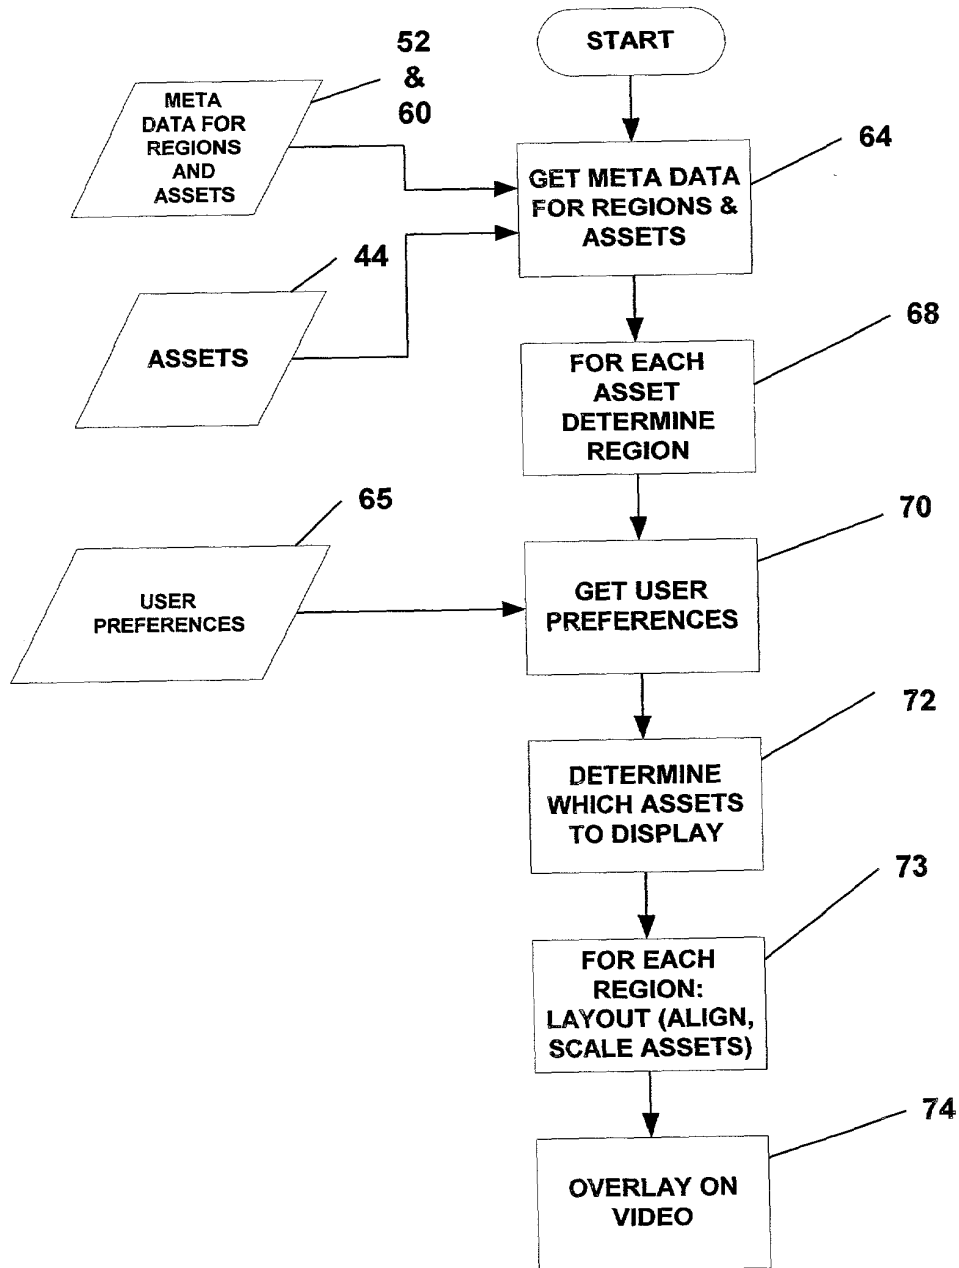 START
52
&
60
META
DATA FOR
REGIONS
AND
ASSETS
64
GET META DATA
FOR REGIONS &
ASSETS
44
ASSETS
68
FOR EACH
ASSET
DETERMINE
REGION
65
USER
PREFERENCES
70
GET USER
PREFERENCES
72
DETERMINE
WHICH ASSETS
TO DISPLAY
73
FOR EACH
REGION:
LAYOUT (ALIGN,
SCALE ASSETS)
74
OVERLAY ON
VIDEO